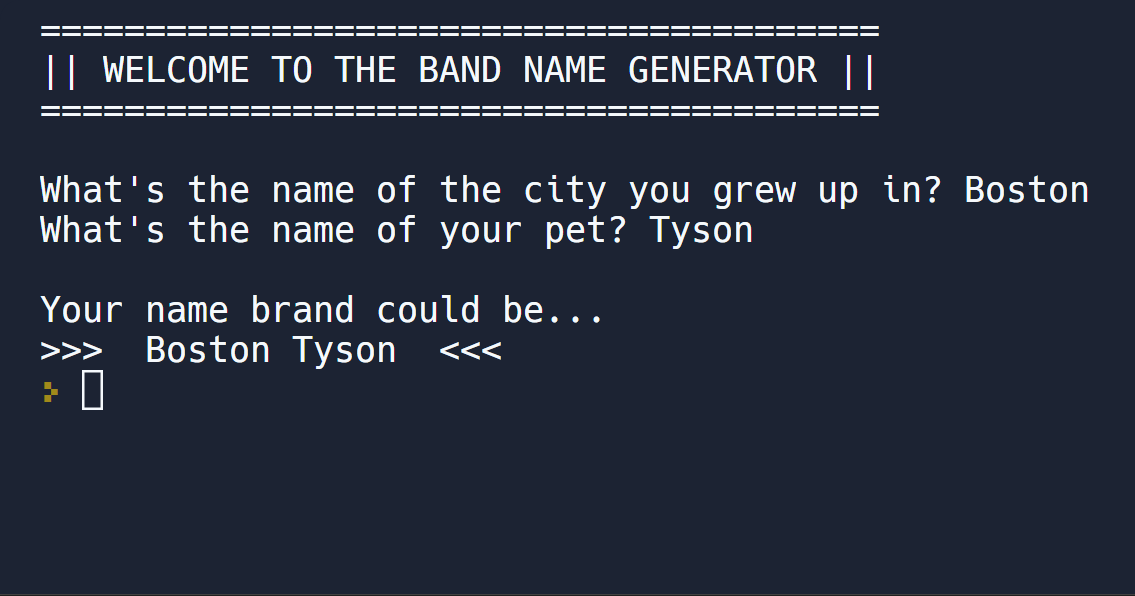 ========================================
|| WELCOME TO THE BAND NAME GENERATOR ||
========================================
What's the name of the city you grew up in? Boston
What's the name of your pet? Tyson
Your name brand could be...
>>>  Boston Tyson  <<<